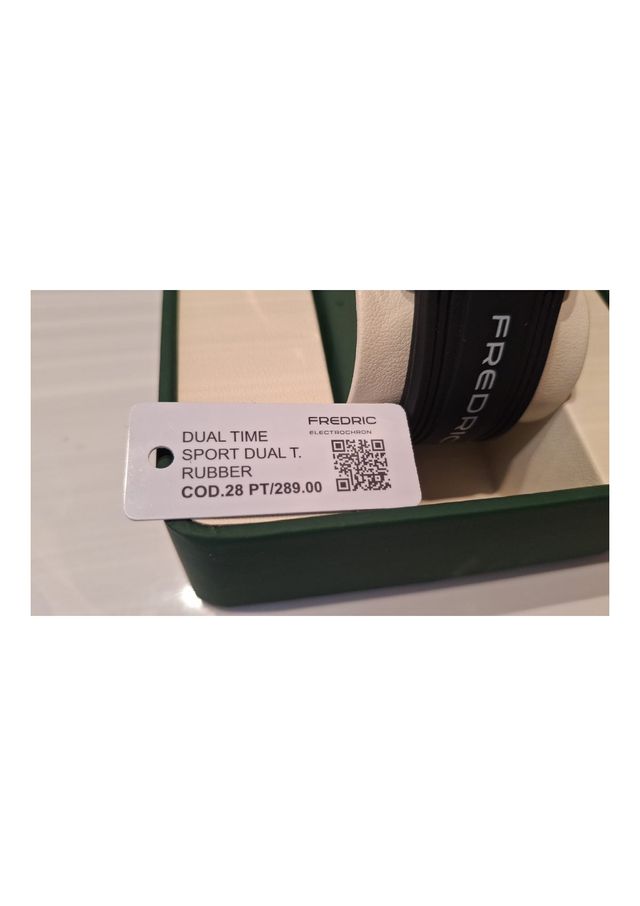 FREDRIC
ELECTROCHRON
DUAL TIME
SPORT DUAL T.
RUBBER
COD.28 PT/289.00
FREDRIC